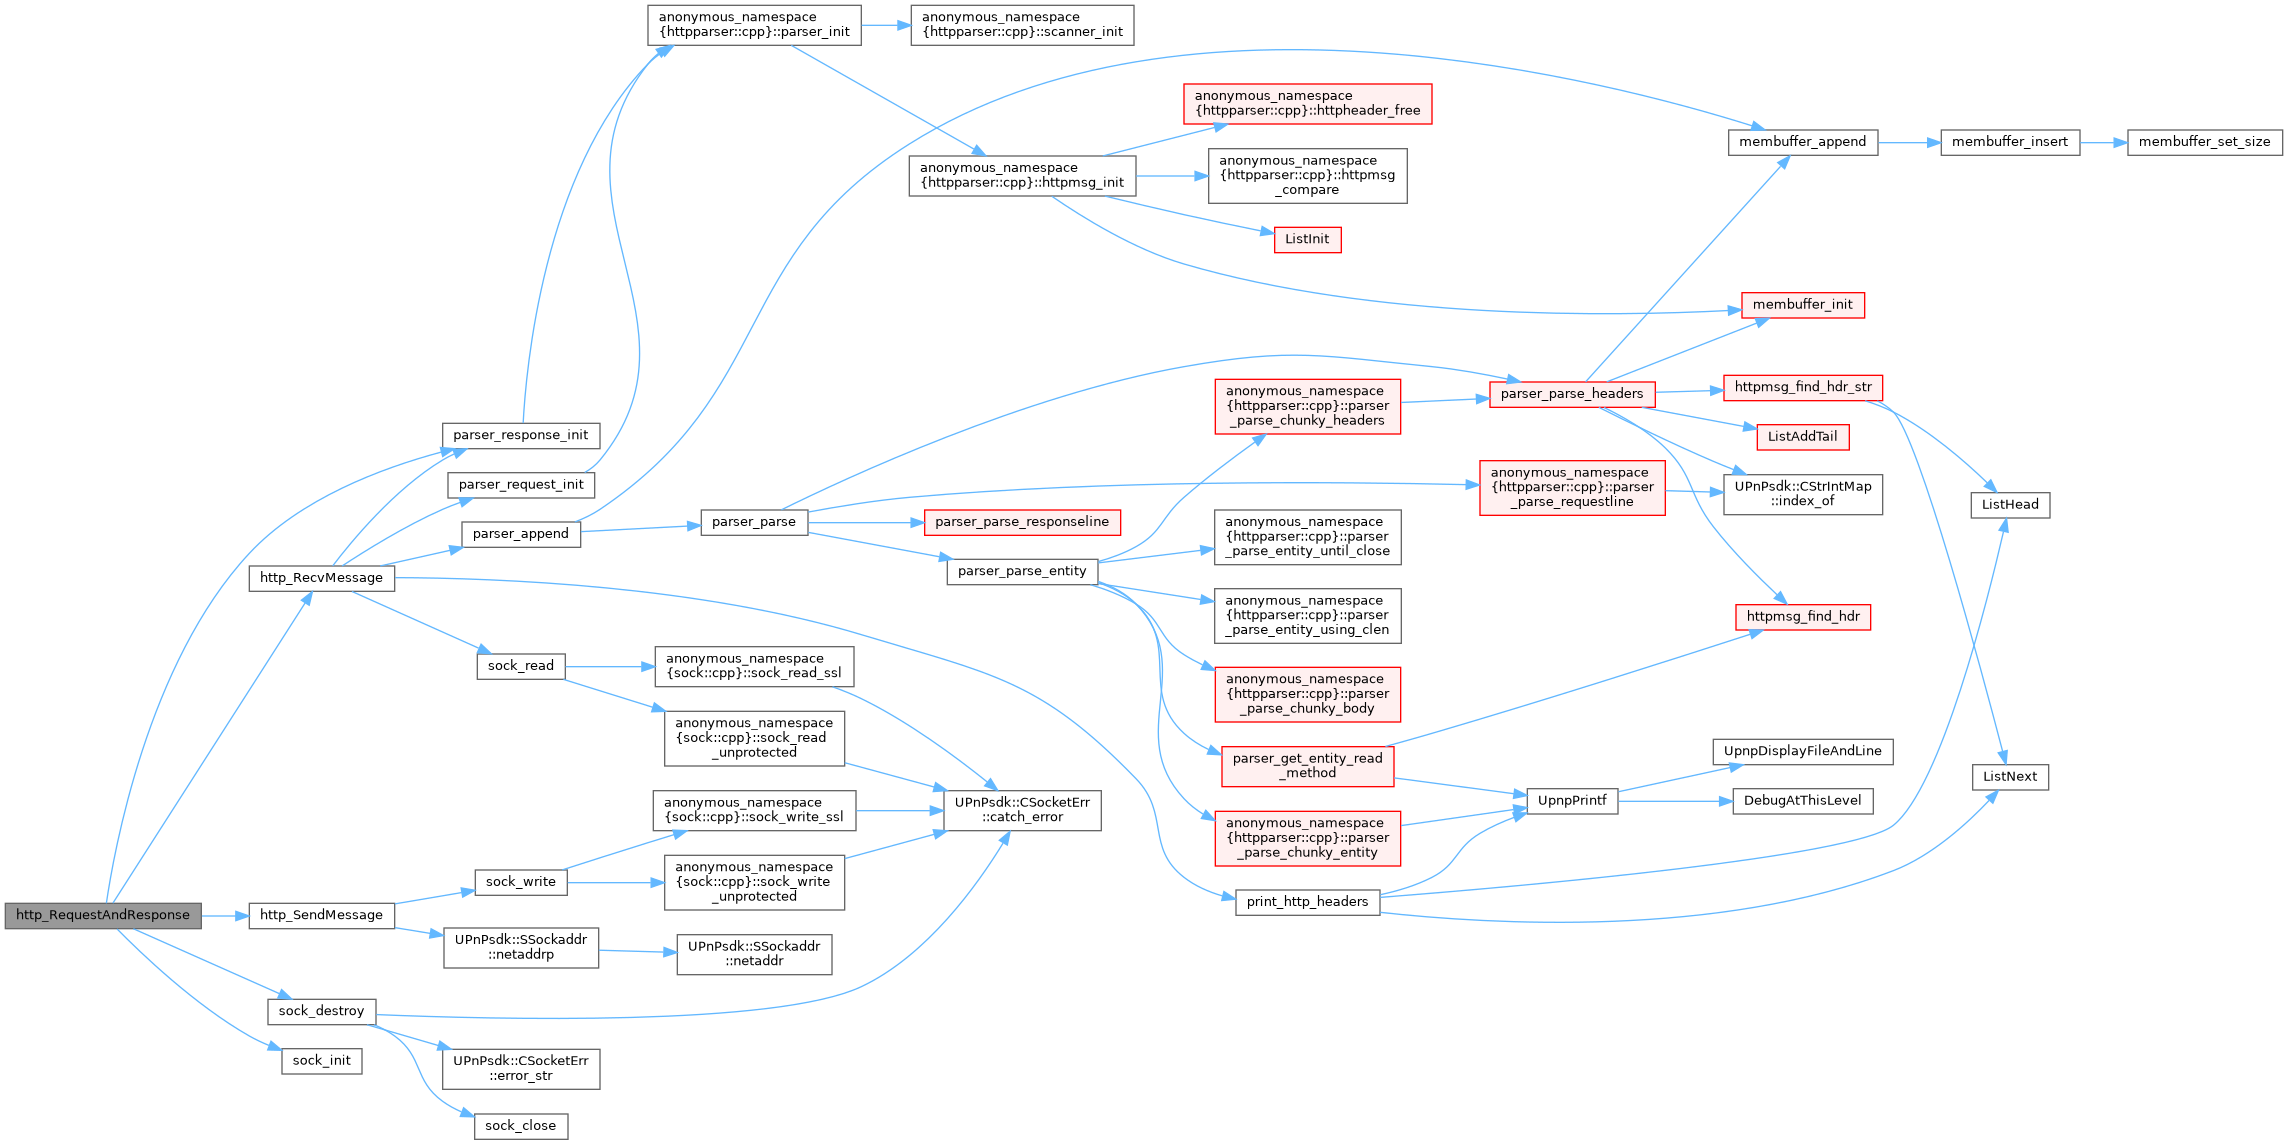 http_RequestAndResponse
parser_response_init
anonymous_namespace
{httpparser::cpp}::parser_init
anonymous_namespace
{httpparser::cpp}::scanner_init
anonymous_namespace
{httpparser::cpp}::httpmsg_init
anonymous_namespace
{httpparser::cpp}::httpheader_free
anonymous_namespace
{httpparser::cpp}::httpmsg
_compare
ListInit
membuffer_init
membuffer_append
membuffer_insert
membuffer_set_size
http_RecvMessage
parser_request_init
parser_append
parser_parse
parser_parse_responseline
parser_parse_entity
anonymous_namespace
{httpparser::cpp}::parser
_parse_chunky_headers
parser_parse_headers
httpmsg_find_hdr_str
ListAddTail
anonymous_namespace
{httpparser::cpp}::parser
_parse_requestline
UPnPsdk::CStrIntMap
::index_of
ListHead
anonymous_namespace
{httpparser::cpp}::parser
_parse_entity_until_close
anonymous_namespace
{httpparser::cpp}::parser
_parse_entity_using_clen
httpmsg_find_hdr
anonymous_namespace
{httpparser::cpp}::parser
_parse_chunky_body
parser_get_entity_read
_method
anonymous_namespace
{httpparser::cpp}::parser
_parse_chunky_entity
UpnpPrintf
UpnpDisplayFileAndLine
DebugAtThisLevel
ListNext
print_http_headers
sock_read
anonymous_namespace
{sock::cpp}::sock_read_ssl
anonymous_namespace
{sock::cpp}::sock_read
_unprotected
UPnPsdk::CSocketErr
::catch_error
http_SendMessage
sock_write
anonymous_namespace
{sock::cpp}::sock_write_ssl
anonymous_namespace
{sock::cpp}::sock_write
_unprotected
UPnPsdk::SSockaddr
::netaddrp
UPnPsdk::SSockaddr
::netaddr
sock_destroy
sock_init
UPnPsdk::CSocketErr
::error_str
sock_close